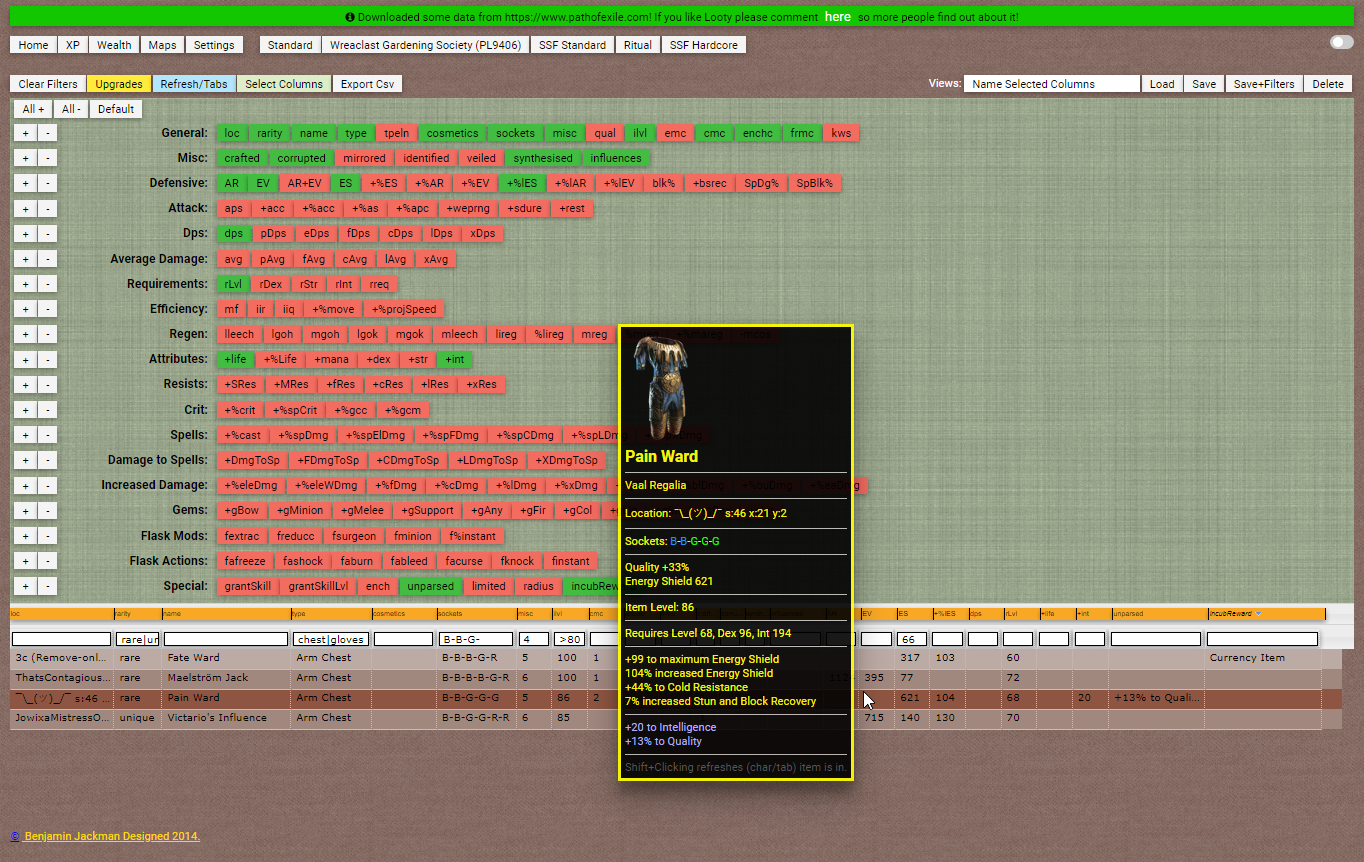 Downloaded some data from https://www.pathofexile.com! If you like Looty please comment here so more people find out about it!
Home XP Wealth Maps Settings Standard Wreaclast Gardening Society (PL9406) SSF Standard Ritual SSF Hardcore
Clear Filters Upgrades Refresh/Tabs Select Columns Export Csv Views: Name Selected Columns Load Save Save+Filters Delete
All + All - Default
+ - General: loc rarity name type tpeln cosmetics sockets misc qual ilvl emc cmc enchc frmc kws
+ - Misc: crafted corrupted mirrored identified veiled synthesised influences
+ - Defensive: AR EV AR+EV ES +%ES +%AR +%EV +%lES +%lAR +%lEV blk% +bsrec SpDg% SpBlk%
+ - Attack: aps +acc +%acc +%as +%apc +weprng +sdure +rest
+ - Dps: dps pDps eDps fDps cDps lDps xDps
+ - Average Damage: avg pAvg fAvg cAvg lAvg xAvg
+ - Requirements: rLvl rDex rStr rInt rreq
+ - Efficiency: mf iir iiq +%move +%projSpeed
+ - Regen: lleech lgoh mgoh lgok mgok mleech lireg %lireg mreg
+ - Attributes: +life +%Life +mana +dex +str +int
+ - Resists: +SRes +MRes +fRes +cRes +lRes +xRes
+ - Crit: +%crit +%spCrit +%gcc +%gcm
+ - Spells: +%cast +%spDmg +%spElDmg +%spFDmg +%spCDmg +%spLDmg
+ - Damage to Spells: +DmgToSp +FDmgToSp +CDmgToSp +LDmgToSp +XDmgToSp
+ - Increased Damage: +%eleDmg +%eleWDmg +%fDmg +%cDmg +%lDmg +%xDmg
+ - Gems: +gBow +gMinion +gMelee +gSupport +gAny +gFir +gCol
+ - Flask Mods: fextrac freducc fsurgeon fminion f%instant
+ - Flask Actions: fafreeze fashock faburn fableed facurse fknock finstant
+ - Special: grantSkill grantSkillLvl ench unparsed limited radius incubRew
loc rarity name type cosmetics sockets misc ilvl cmc EV ES +%lES dps rLvl +life +int unparsed incubReward
rare|ur chest|gloves B-B-G- 4 >80 66
3c (Remove-onl... rare Fate Ward Arm Chest B-B-B-G-R 5 100 1 317 103 60 Currency Item
ThatsContagious... rare Maelström Jack Arm Chest B-B-B-G-G-R 6 100 1 395 77 72
¯\_(ツ)_/¯ s:46 ... rare Pain Ward Arm Chest B-B-G-G-G 5 86 2 621 104 68 20 +13% to Quali...
JowixaMistressO... unique Victario's Influence Arm Chest B-B-G-G-R-R 6 85 715 140 130 70
Pain Ward
Vaal Regalia
Location: ¯\_(ツ)_/¯ s:46 x:21 y:2
Sockets: B-B-G-G-G
Quality +33%
Energy Shield 621
Item Level: 86
Requires Level 68, Dex 96, Int 194
+99 to maximum Energy Shield
104% increased Energy Shield
+44% to Cold Resistance
7% increased Stun and Block Recovery
+20 to Intelligence
+13% to Quality
Shift+Clicking refreshes (char/tab) item is in.
© Benjamin Jackman Designed 2014.